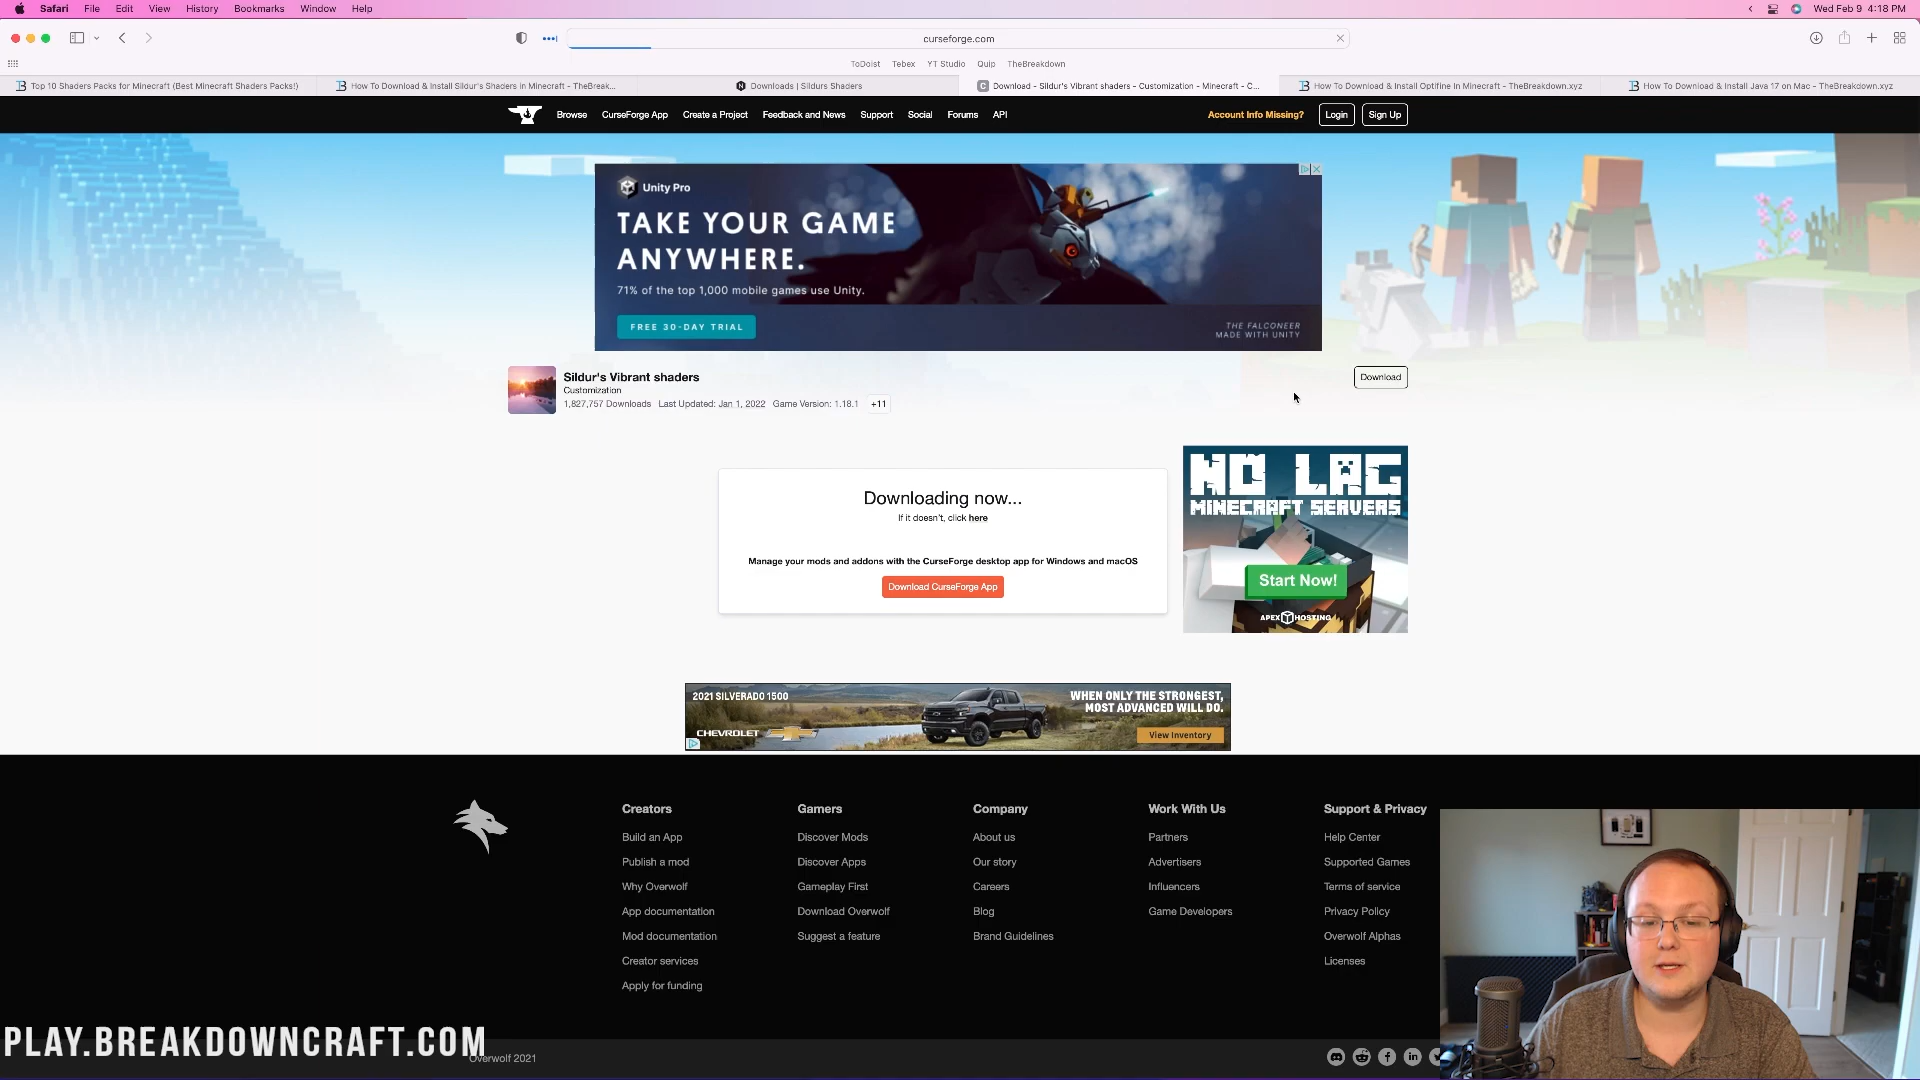 Safari File Edit View History Bookmarks Window Help
Wed Feb 9 4:18 PM
curseforge.com
ToDoist Tebex YT Studio Quip TheBreakdown
Top 10 Shaders Packs for Minecraft (Best Minecraft Shaders Packs!)
How To Download & Install Sildur's Shaders in Minecraft - TheBreak...
Downloads | Sildurs Shaders
Download - Sildur's Vibrant shaders - Customization - Minecraft - C...
How To Download & Install Optifine In Minecraft - TheBreakdown.xyz
How To Download & Install Java 17 on Mac - TheBreakdown.xyz
Browse CurseForge App Create a Project Feedback and News Support Social Forums API
Account Info Missing? Login Sign Up
Unity Pro
TAKE YOUR GAME
ANYWHERE.
71% of the top 1,000 mobile games use Unity.
FREE 30-DAY TRIAL
THE FALCONEER
MADE WITH UNITY
Sildur's Vibrant shaders
Customization
1,827,757 Downloads Last Updated: Jan 1, 2022 Game Version: 1.18.1 +11
Download
Downloading now...
If it doesn't, click here
Manage your mods and addons with the CurseForge desktop app for Windows and macOS
Download CurseForge App
NO LAG
MINECRAFT SERVERS
Start Now!
APEX HOSTING
2021 SILVERADO 1500
CHEVROLET
WHEN ONLY THE STRONGEST,
MOST ADVANCED WILL DO.
View Inventory
Creators
Build an App
Publish a mod
Why Overwolf
App documentation
Mod documentation
Creator services
Apply for funding
Gamers
Discover Mods
Discover Apps
Gameplay First
Download Overwolf
Suggest a feature
Company
About us
Our story
Careers
Blog
Brand Guidelines
Work With Us
Partners
Advertisers
Influencers
Game Developers
Support & Privacy
Help Center
Supported Games
Terms of service
Privacy Policy
Overwolf Alphas
Licenses
PLAY.BREAKDOWNCRAFT.COM
Overwolf 2021